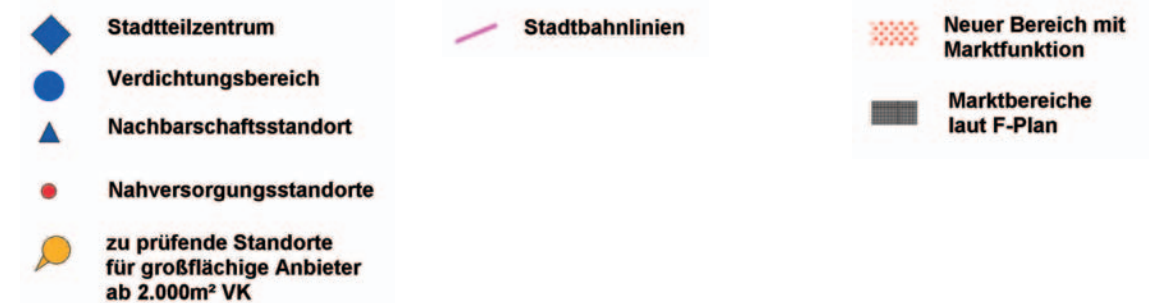 Stadtteilzentrum
Verdichtungsbereich
Nachbarschaftsstandort
Nahversorgungsstandorte
zu prüfende Standorte
für großflächige Anbieter
ab 2.000m² VK
Stadtbahnlinien
Neuer Bereich mit
Marktfunktion
Marktbereiche
laut F-Plan